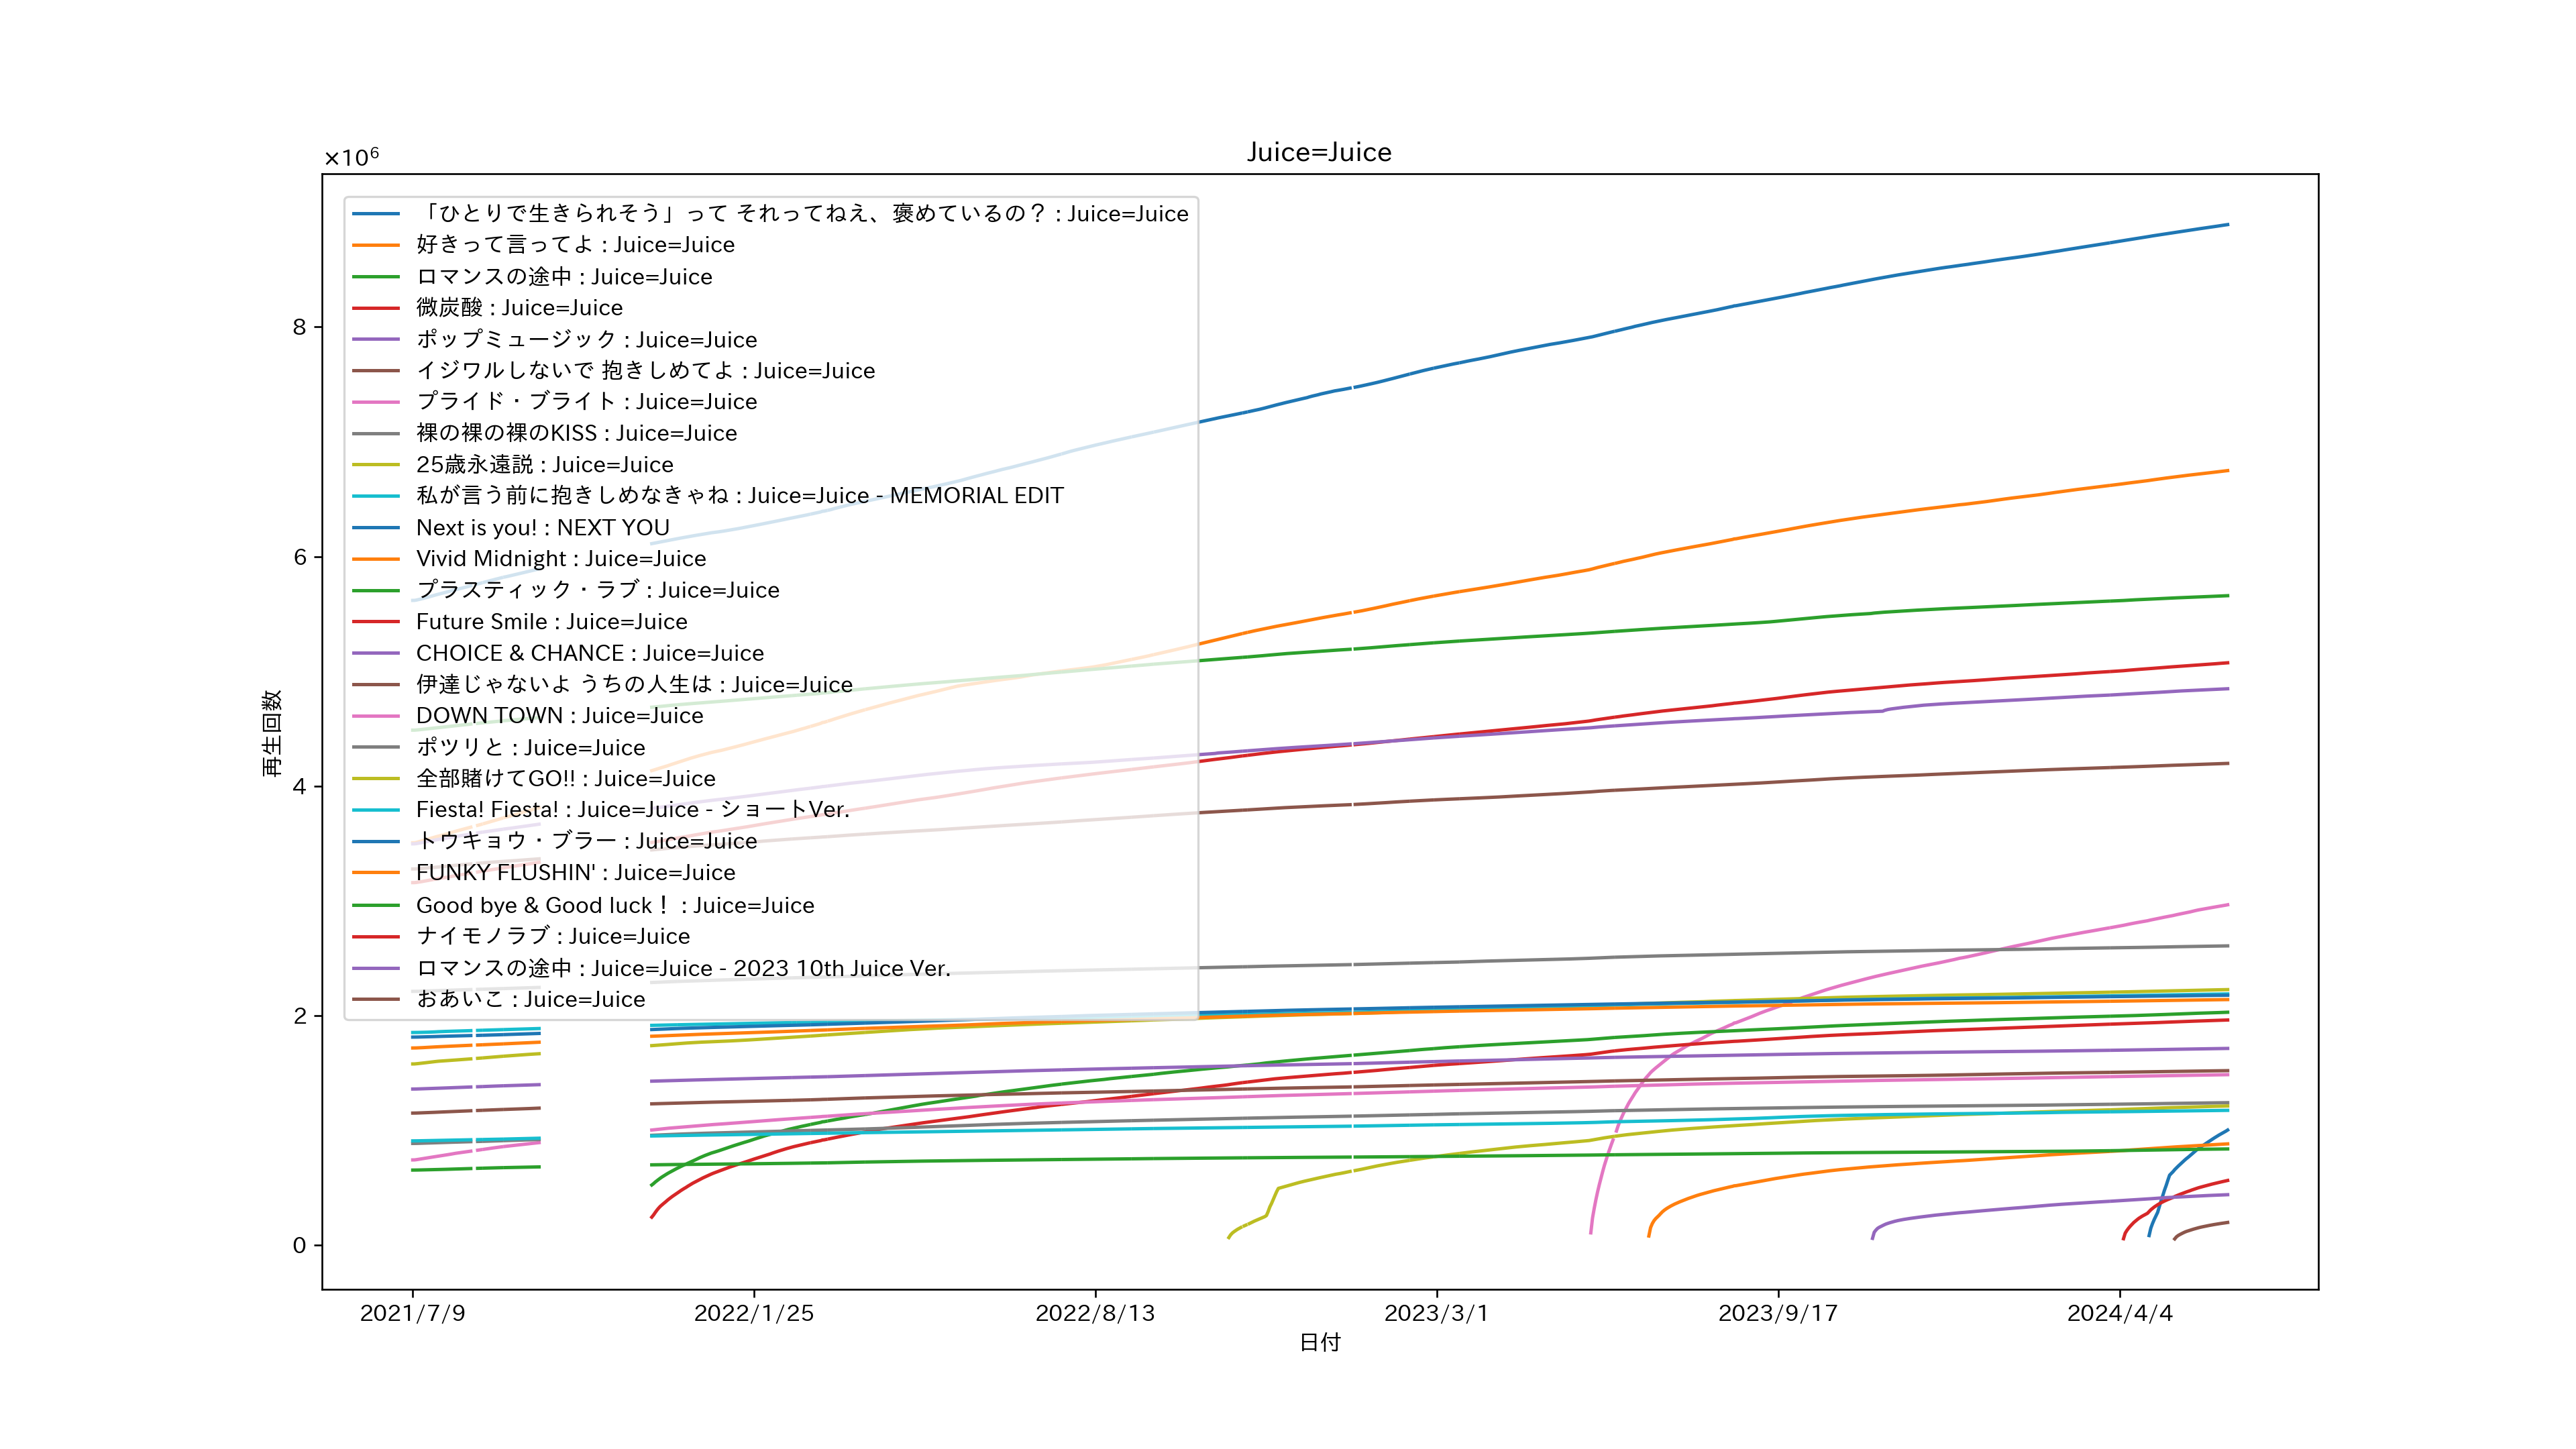 Juice=Juice
×10⁶
「ひとりで生きられそう」って それってねえ、褒めているの？ : Juice=Juice
好きって言ってよ : Juice=Juice
ロマンスの途中 : Juice=Juice
微炭酸 : Juice=Juice
ポップミュージック : Juice=Juice
イジワルしないで 抱きしめてよ : Juice=Juice
プライド・ブライト : Juice=Juice
裸の裸の裸のKISS : Juice=Juice
25歳永遠説 : Juice=Juice
私が言う前に抱きしめなきゃね : Juice=Juice - MEMORIAL EDIT
Next is you! : NEXT YOU
Vivid Midnight : Juice=Juice
プラスティック・ラブ : Juice=Juice
Future Smile : Juice=Juice
CHOICE & CHANCE : Juice=Juice
伊達じゃないよ うちの人生は : Juice=Juice
DOWN TOWN : Juice=Juice
ポツリと : Juice=Juice
全部賭けてGO!! : Juice=Juice
Fiesta! Fiesta! : Juice=Juice - ショートVer.
トウキョウ・ブラー : Juice=Juice
FUNKY FLUSHIN' : Juice=Juice
Good bye & Good luck！ : Juice=Juice
ナイモノラブ : Juice=Juice
ロマンスの途中 : Juice=Juice - 2023 10th Juice Ver.
おあいこ : Juice=Juice
8
6
4
2
0
再生回数
2021/7/9 2022/1/25 2022/8/13 2023/3/1 2023/9/17 2024/4/4
日付